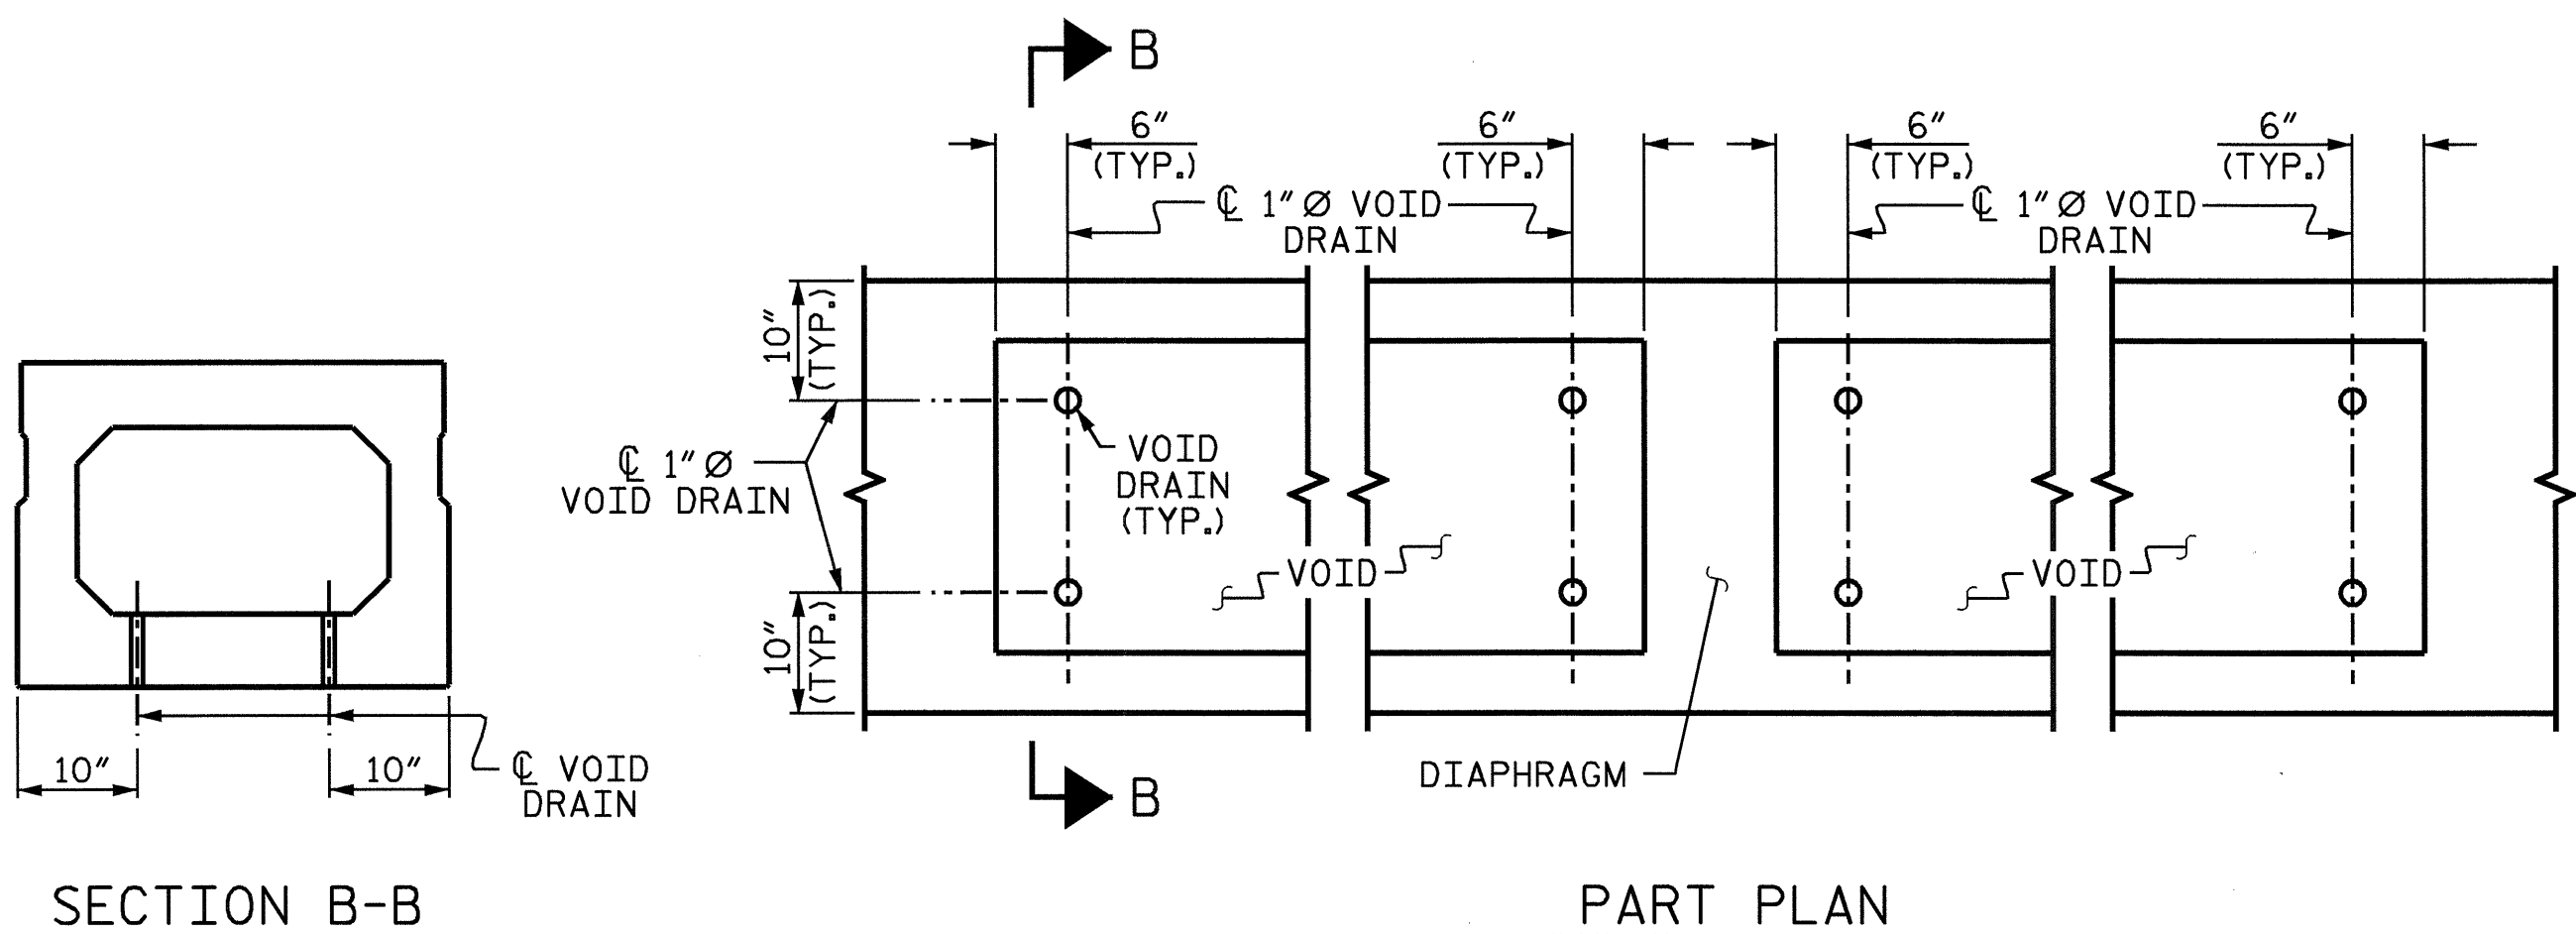 B
6" 6" 6" 6"
(TYP.) (TYP.) (TYP.) (TYP.)
℄ 1" Ø VOID
DRAIN
℄ 1" Ø VOID
DRAIN
10"
(TYP.)
℄ 1" Ø
VOID DRAIN
VOID
DRAIN
(TYP.)
VOID
VOID
10"
(TYP.)
10"
10"
℄ VOID
DRAIN
DIAPHRAGM
B
SECTION B-B
PART PLAN